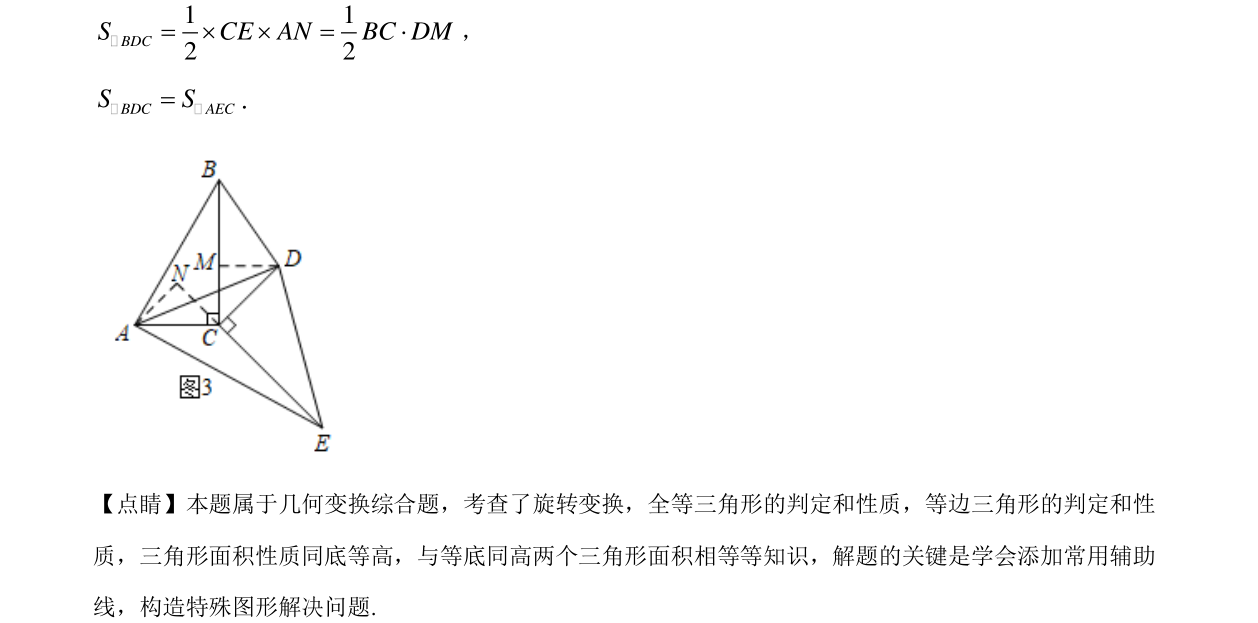 S□BDC = 1/2 × CE × AN = 1/2 BC · DM ，
S□BDC = S□AEC .
B
M
D
N
A
C
图3
E
【点睛】本题属于几何变换综合题，考查了旋转变换，全等三角形的判定和性质，等边三角形的判定和性
质，三角形面积性质同底等高，与等底同高两个三角形面积相等等知识，解题的关键是学会添加常用辅助
线，构造特殊图形解决问题.